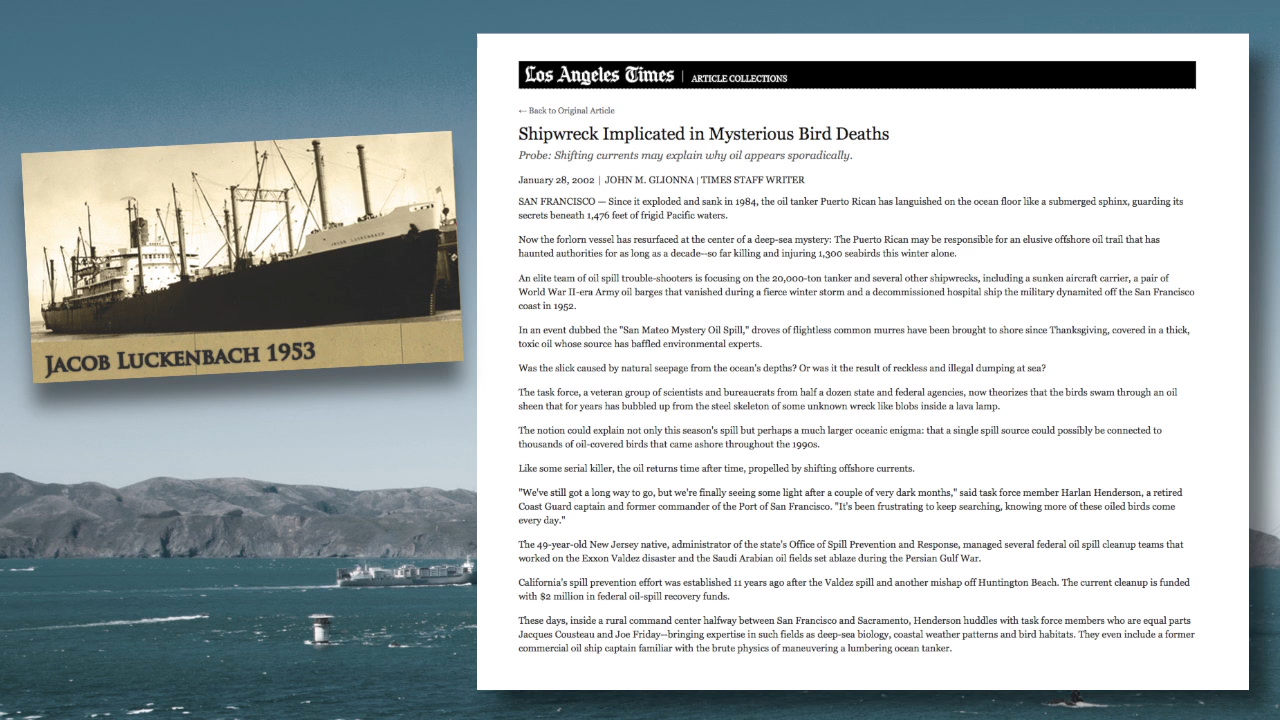 JACOB LUCKENBACH
JACOB LUCKENBACH 1953
Los Angeles Times | ARTICLE COLLECTIONS
← Back to Original Article
Shipwreck Implicated in Mysterious Bird Deaths
Probe: Shifting currents may explain why oil appears sporadically.
January 28, 2002 | JOHN M. GLIONNA | TIMES STAFF WRITER
SAN FRANCISCO — Since it exploded and sank in 1984, the oil tanker Puerto Rican has languished on the ocean floor like a submerged sphinx, guarding its
secrets beneath 1,476 feet of frigid Pacific waters.
Now the forlorn vessel has resurfaced at the center of a deep-sea mystery: The Puerto Rican may be responsible for an elusive offshore oil trail that has
haunted authorities for as long as a decade--so far killing and injuring 1,300 seabirds this winter alone.
An elite team of oil spill trouble-shooters is focusing on the 20,000-ton tanker and several other shipwrecks, including a sunken aircraft carrier, a pair of
World War II-era Army oil barges that vanished during a fierce winter storm and a decommissioned hospital ship the military dynamited off the San Francisco
coast in 1952.
In an event dubbed the "San Mateo Mystery Oil Spill," droves of flightless common murres have been brought to shore since Thanksgiving, covered in a thick,
toxic oil whose source has baffled environmental experts.
Was the slick caused by natural seepage from the ocean's depths? Or was it the result of reckless and illegal dumping at sea?
The task force, a veteran group of scientists and bureaucrats from half a dozen state and federal agencies, now theorizes that the birds swam through an oil
sheen that for years has bubbled up from the steel skeleton of some unknown wreck like blobs inside a lava lamp.
The notion could explain not only this season's spill but perhaps a much larger oceanic enigma: that a single spill source could possibly be connected to
thousands of oil-covered birds that came ashore throughout the 1990s.
Like some serial killer, the oil returns time after time, propelled by shifting offshore currents.
"We've still got a long way to go, but we're finally seeing some light after a couple of very dark months," said task force member Harlan Henderson, a retired
Coast Guard captain and former commander of the Port of San Francisco. "It's been frustrating to keep searching, knowing more of these oiled birds come
every day."
The 49-year-old New Jersey native, administrator of the state's Office of Spill Prevention and Response, managed several federal oil spill cleanup teams that
worked on the Exxon Valdez disaster and the Saudi Arabian oil fields set ablaze during the Persian Gulf War.
California's spill prevention effort was established 11 years ago after the Valdez spill and another mishap off Huntington Beach. The current cleanup is funded
with $2 million in federal oil-spill recovery funds.
These days, inside a rural command center halfway between San Francisco and Sacramento, Henderson huddles with task force members who are equal parts
Jacques Cousteau and Joe Friday--bringing expertise in such fields as deep-sea biology, coastal weather patterns and bird habitats. They even include a former
commercial oil ship captain familiar with the brute physics of maneuvering a lumbering ocean tanker.